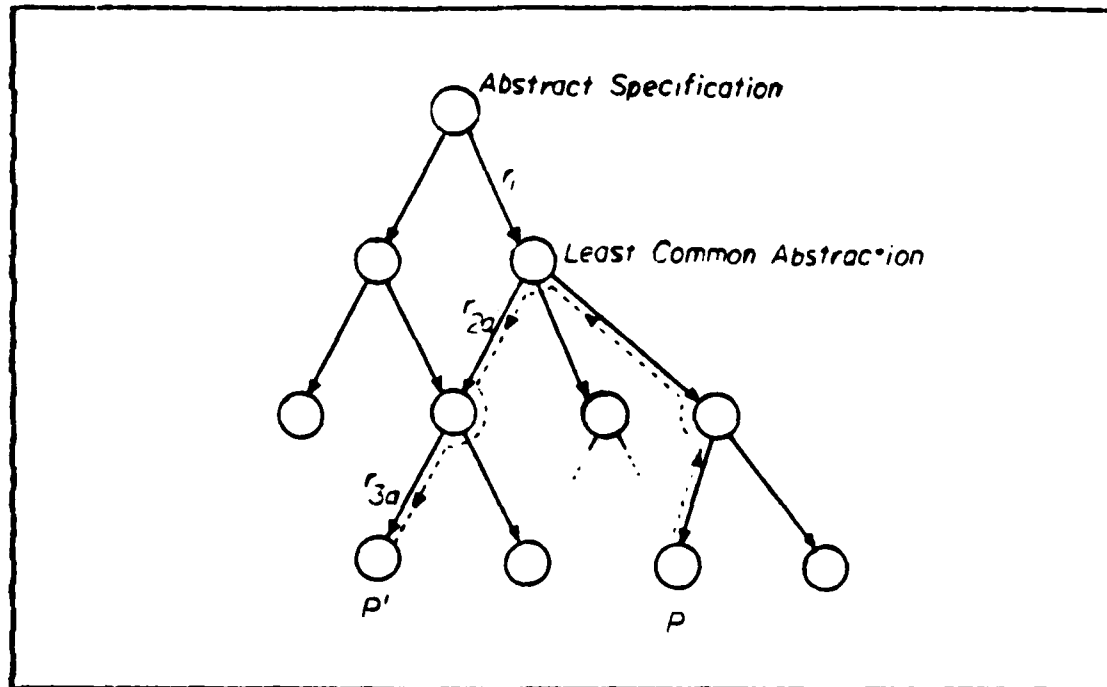 Abstract Specification
r1
Least Common Abstraction
r2a
r3a
P'
P